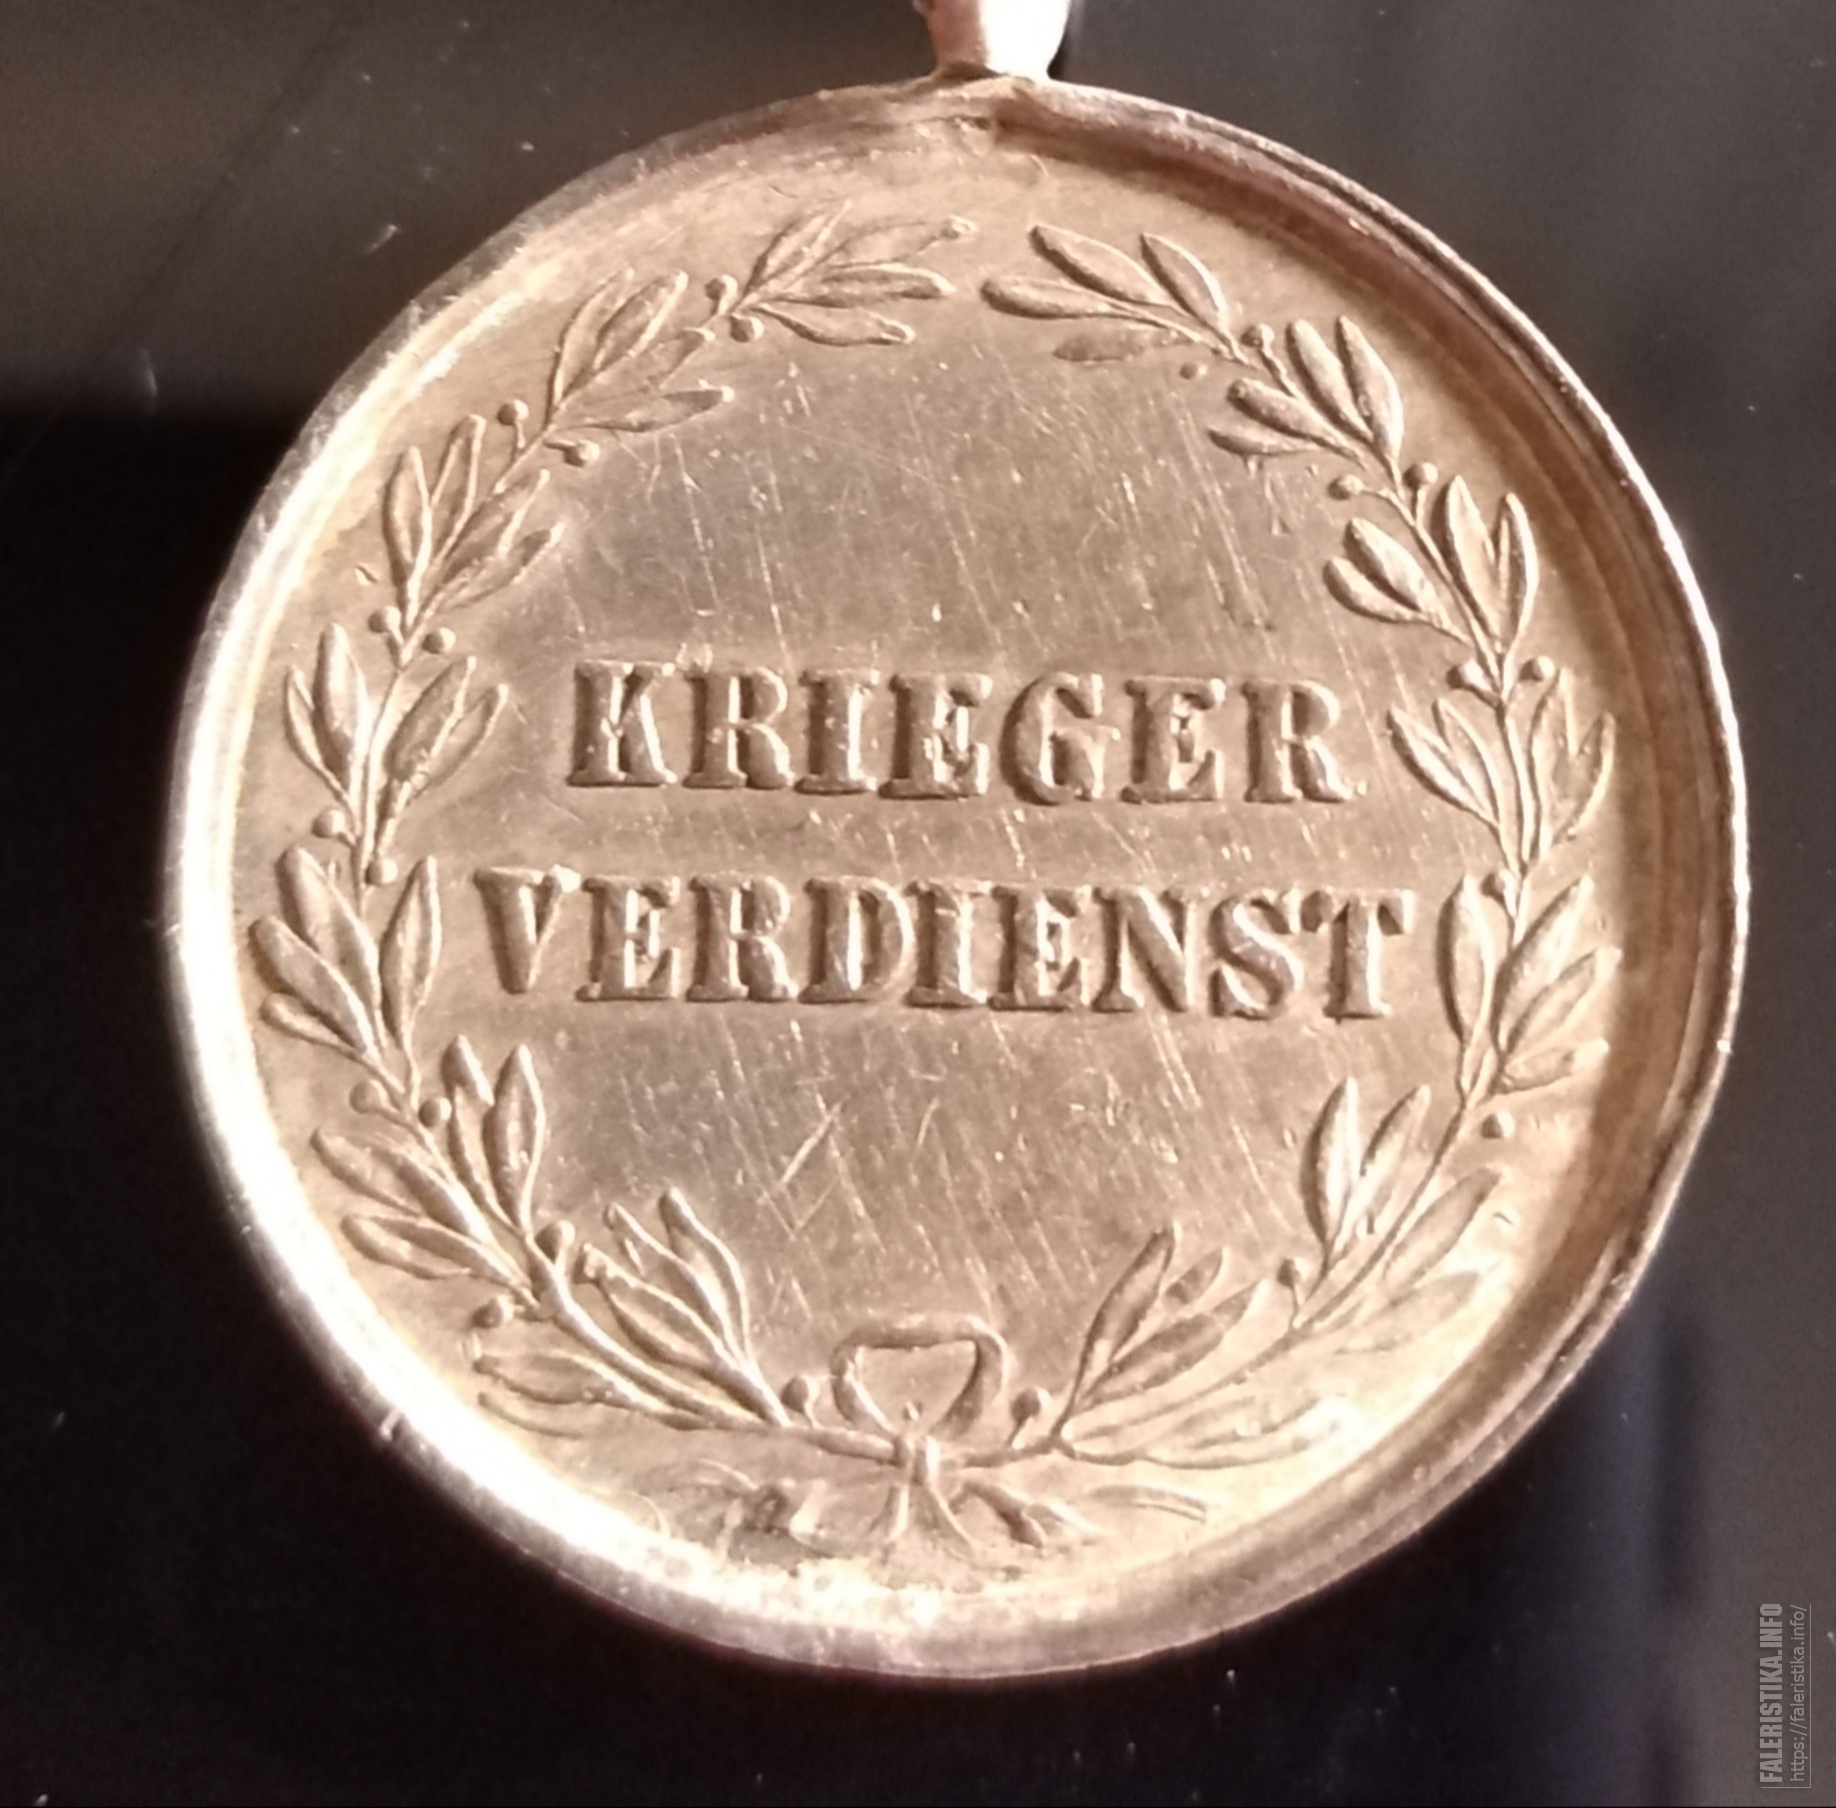 KRIEGER
VERDIENST
FALERISTIKA.INFO
https://faleristika.info/